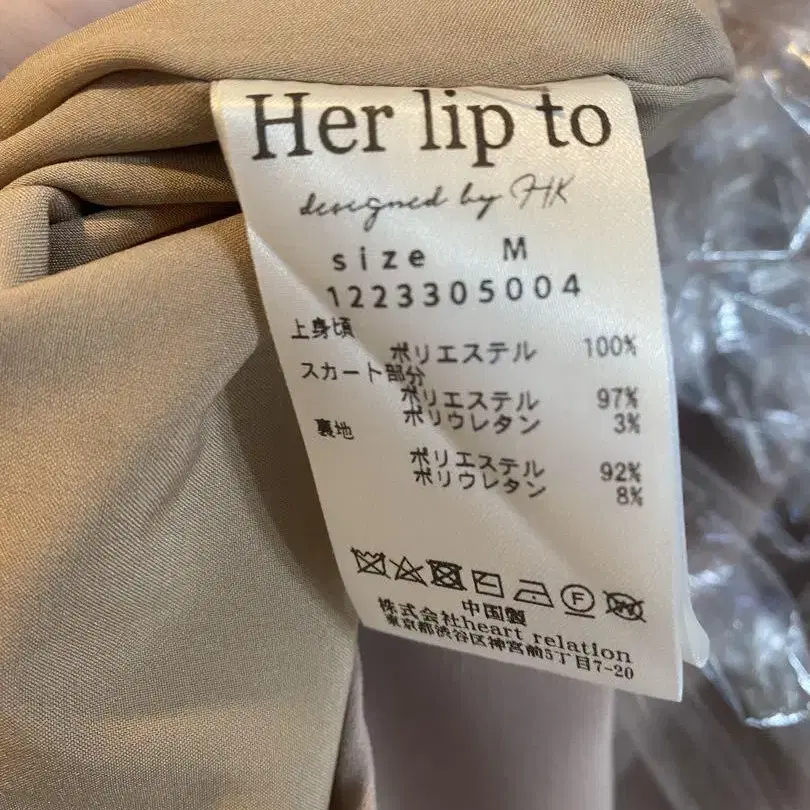 Her lip to
designed by HK
size M
1223305004
上身頃
ポリエステル 100%
スカート部分
ポリエステル 97%
ポリウレタン 3%
裏地
ポリエステル 92%
ポリウレタン 8%
F W
中国製
株式会社heart relation
東京都渋谷区神宮前5丁目7-20